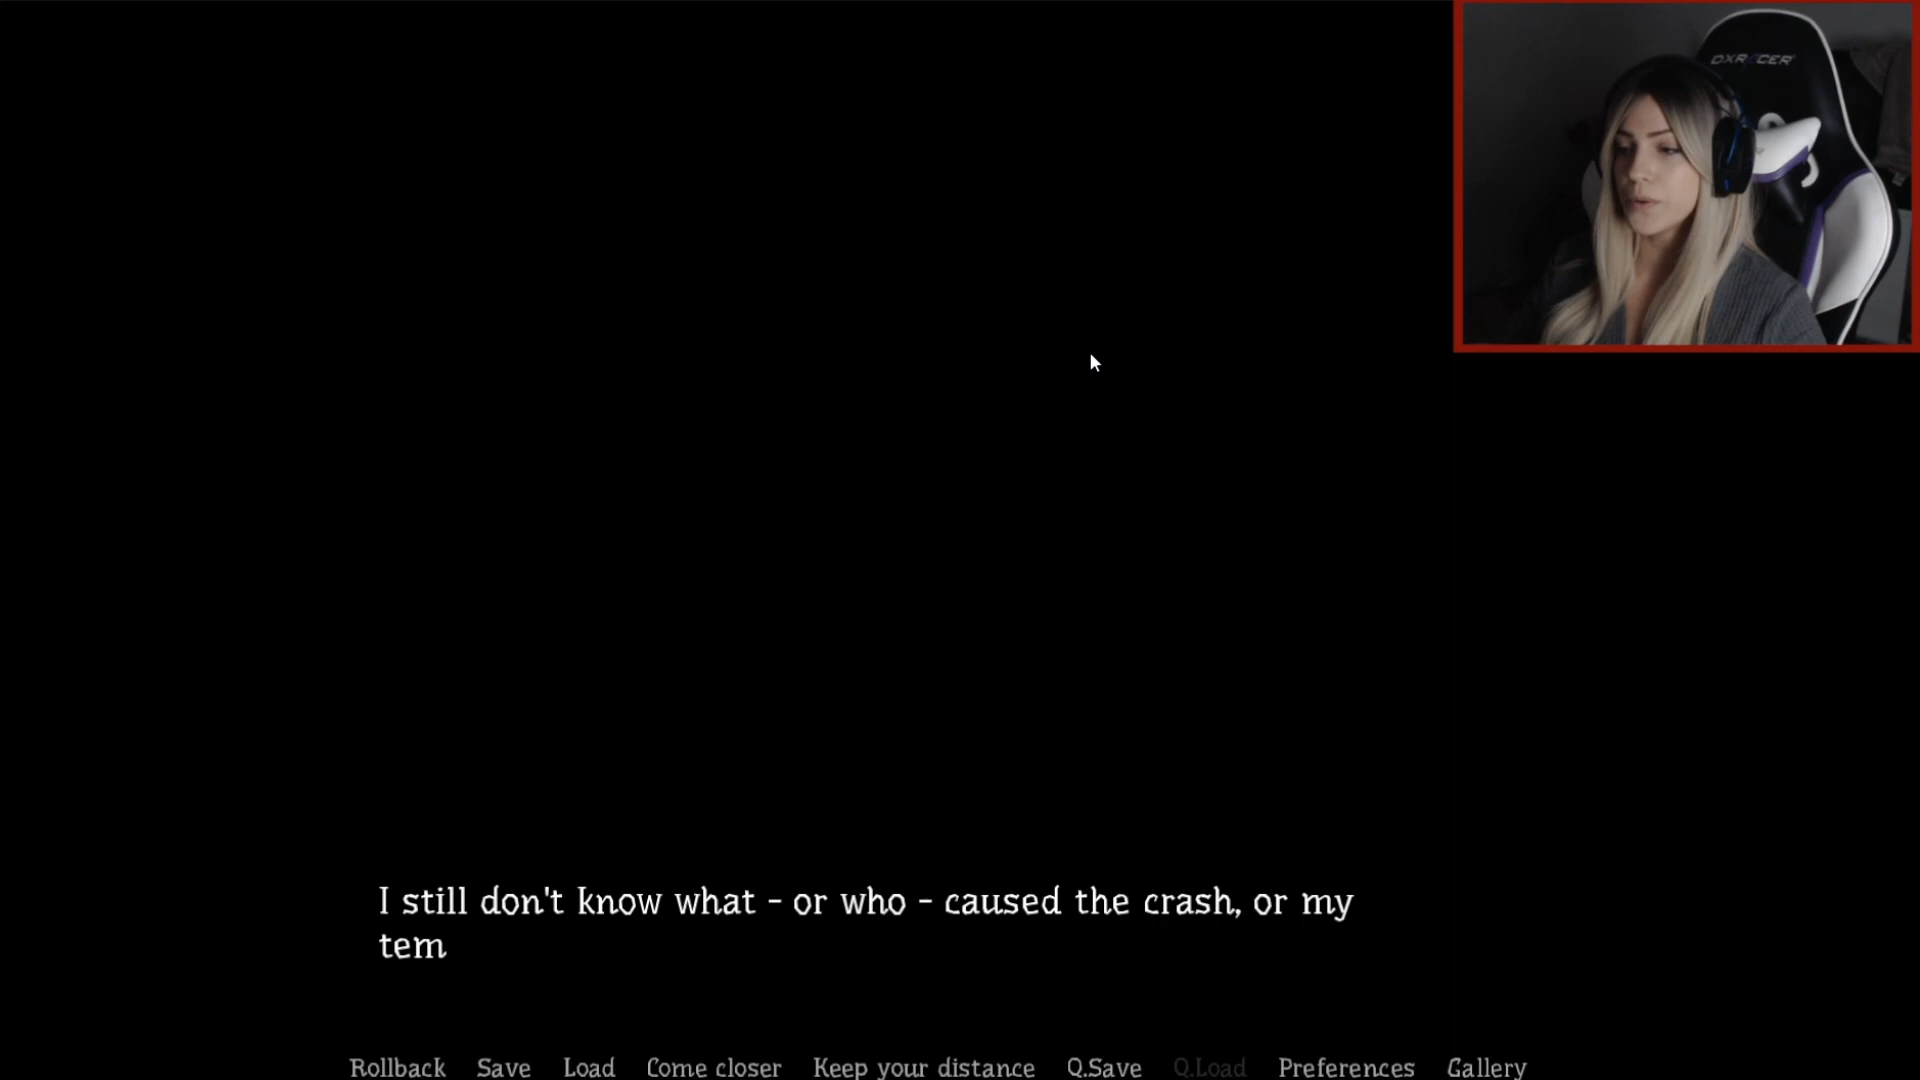 DXRACER
I still don't know what - or who - caused the crash, or my
tem
Rollback Save Load Come closer Keep your distance Q.Save Q.Load Preferences Gallery